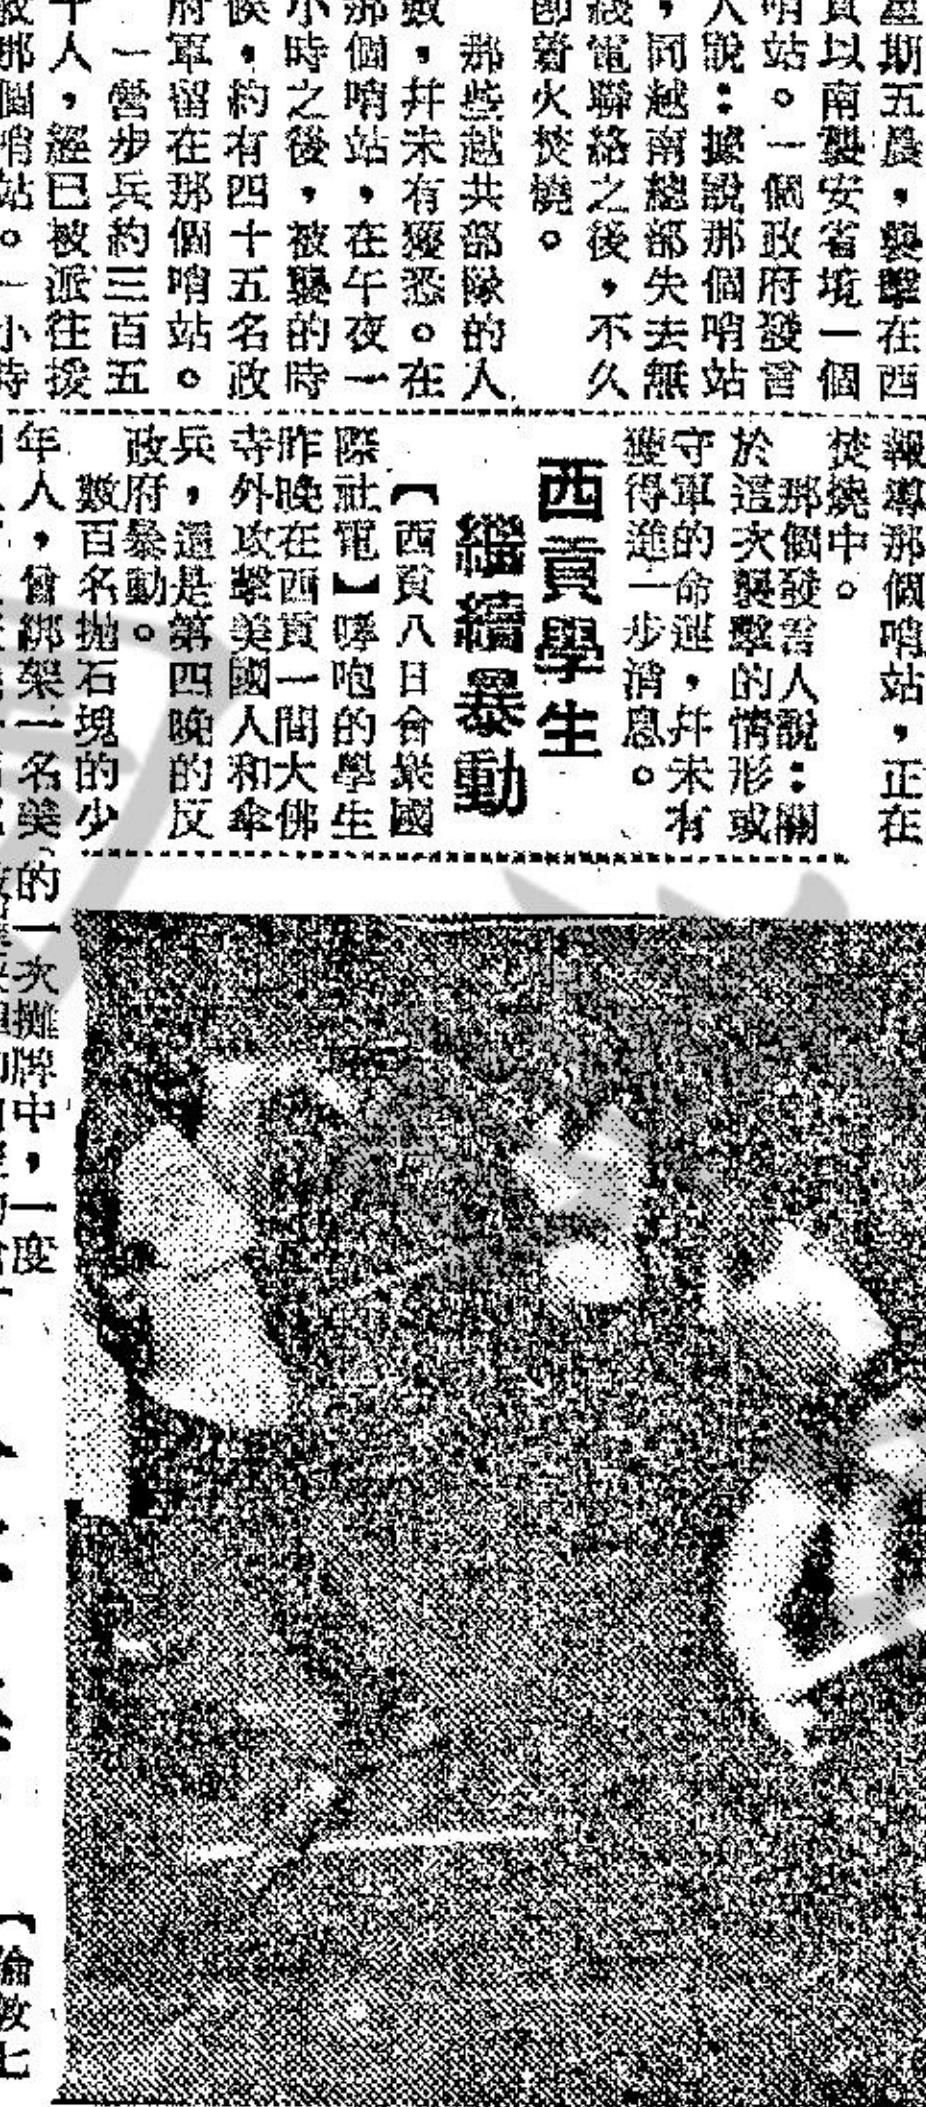 星期五晨，襲擊在西
貢以南襲安省境一個
哨站。一個政府發言
人說：據說那個哨站
，同越南總部失去無
綫電聯絡之後，不久
卽着火焚燒。
那些越共部隊的人
數，并未有獲悉。在
那個哨站，在午夜一
小時之後，被襲的時
候，約有四十五名政
府軍留在那個哨站。
一營步兵約三百五
十人，經已被派往援
救那個哨站。一小時
報導那個哨站，正在
焚燒中。
那個發言人說：關
於這次襲擊的情形或
守軍的命運，幷未有
獲得進一步消息。
西貢學生
繼續暴動
【西貢八日合衆國
際社電】嘷咆的學生
昨晚在西貢一間大佛
寺外攻擊美國人和傘
兵，還是第四晚的反
政府暴動。
數百名拋石塊的少
年人，曾綁架一名美
的一次攤牌中，一度
【倫敦七